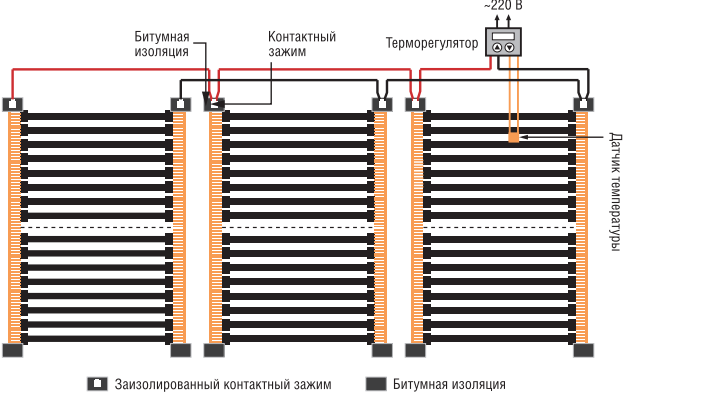 ~220 В
Битумная
изоляция
Контактный
зажим
Терморегулятор
Датчик температуры
Заизолированный контактный зажим
Битумная изоляция